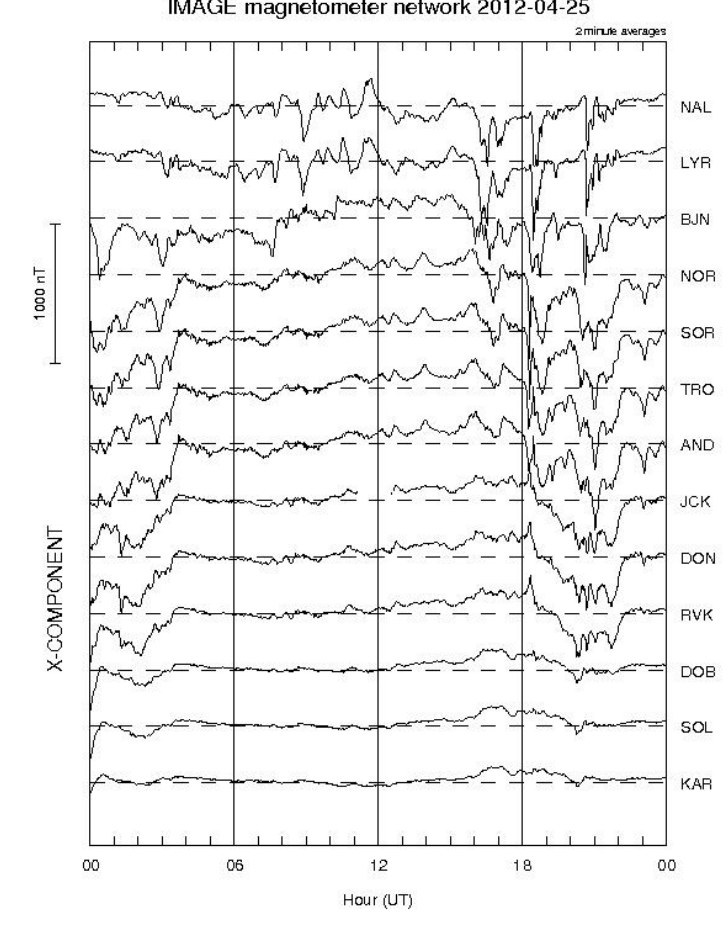 IMAGE magnetometer network 2012-04-25
2 minute averages
NAL
LYR
BJN
NOR
1000 nT
SOR
TRO
AND
JCK
X-COMPONENT
DON
RVK
DOB
SOL
KAR
00 06 12 18 00
Hour (UT)